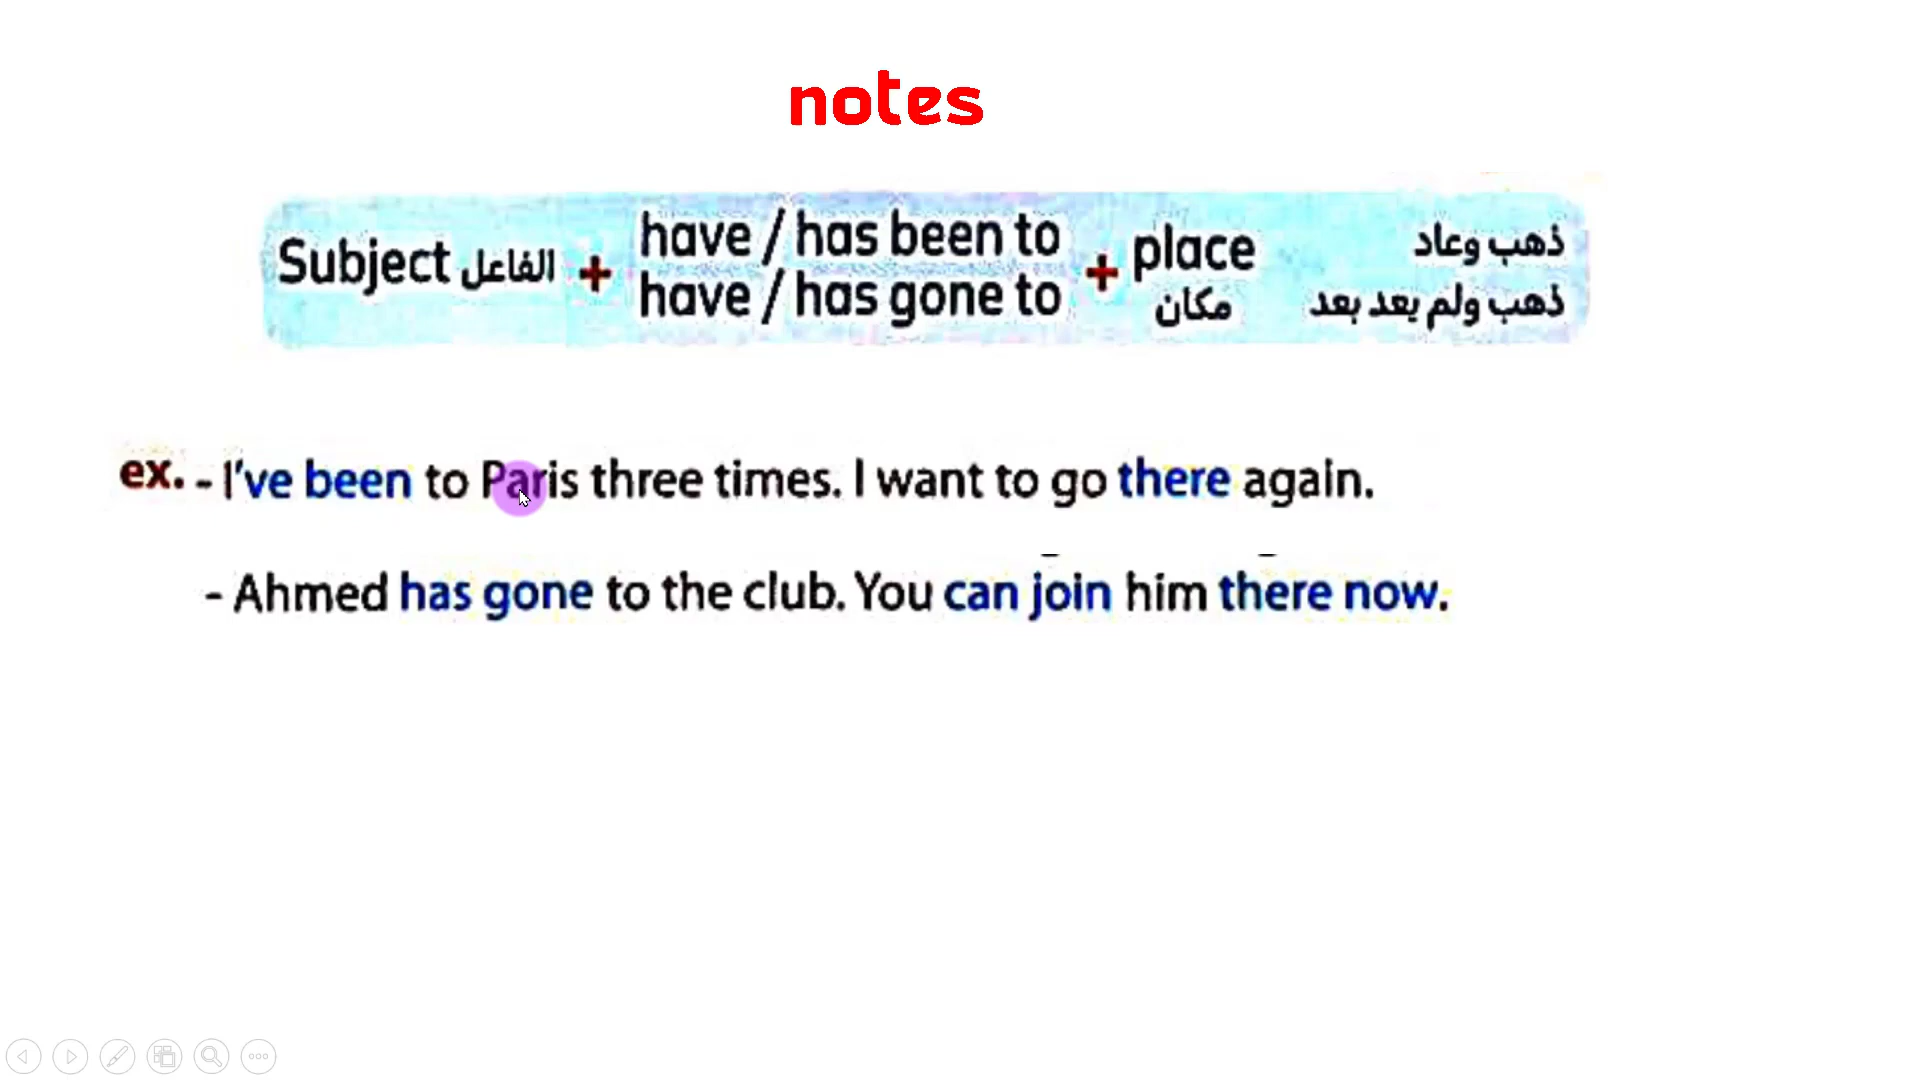 notes
have / has been to
ذهب وعاد
Subject الفاعل + + place
have / has gone to
مكان
ذهب ولم يعد بعد
ex. - I've been to Paris three times. I want to go there again.
- Ahmed has gone to the club. You can join him there now.